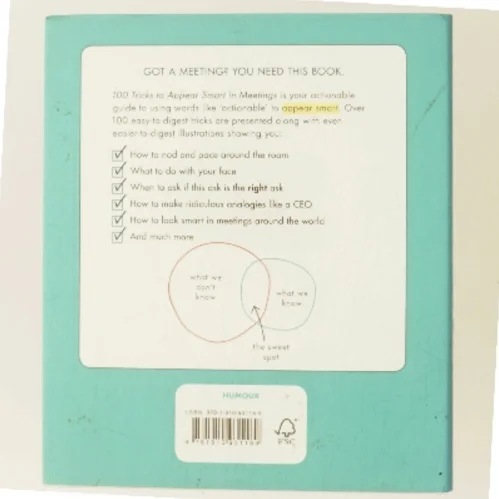 GOT A MEETING? YOU NEED THIS BOOK.
100 Tricks to Appear Smart in Meetings is your actionable
guide to using words like 'actionable' to appear smart. Over
100 easy-to-digest tricks are presented along with even
easier-to-digest illustrations showing you:
How to nod and pace around the room
What to do with your face
When to ask if this ask is the right ask
How to make ridiculous analogies like a CEO
How to look smart in meetings around the world
And much more
what we
don't
know
what we
know
the sweet
spot
HUMOUR
FSC